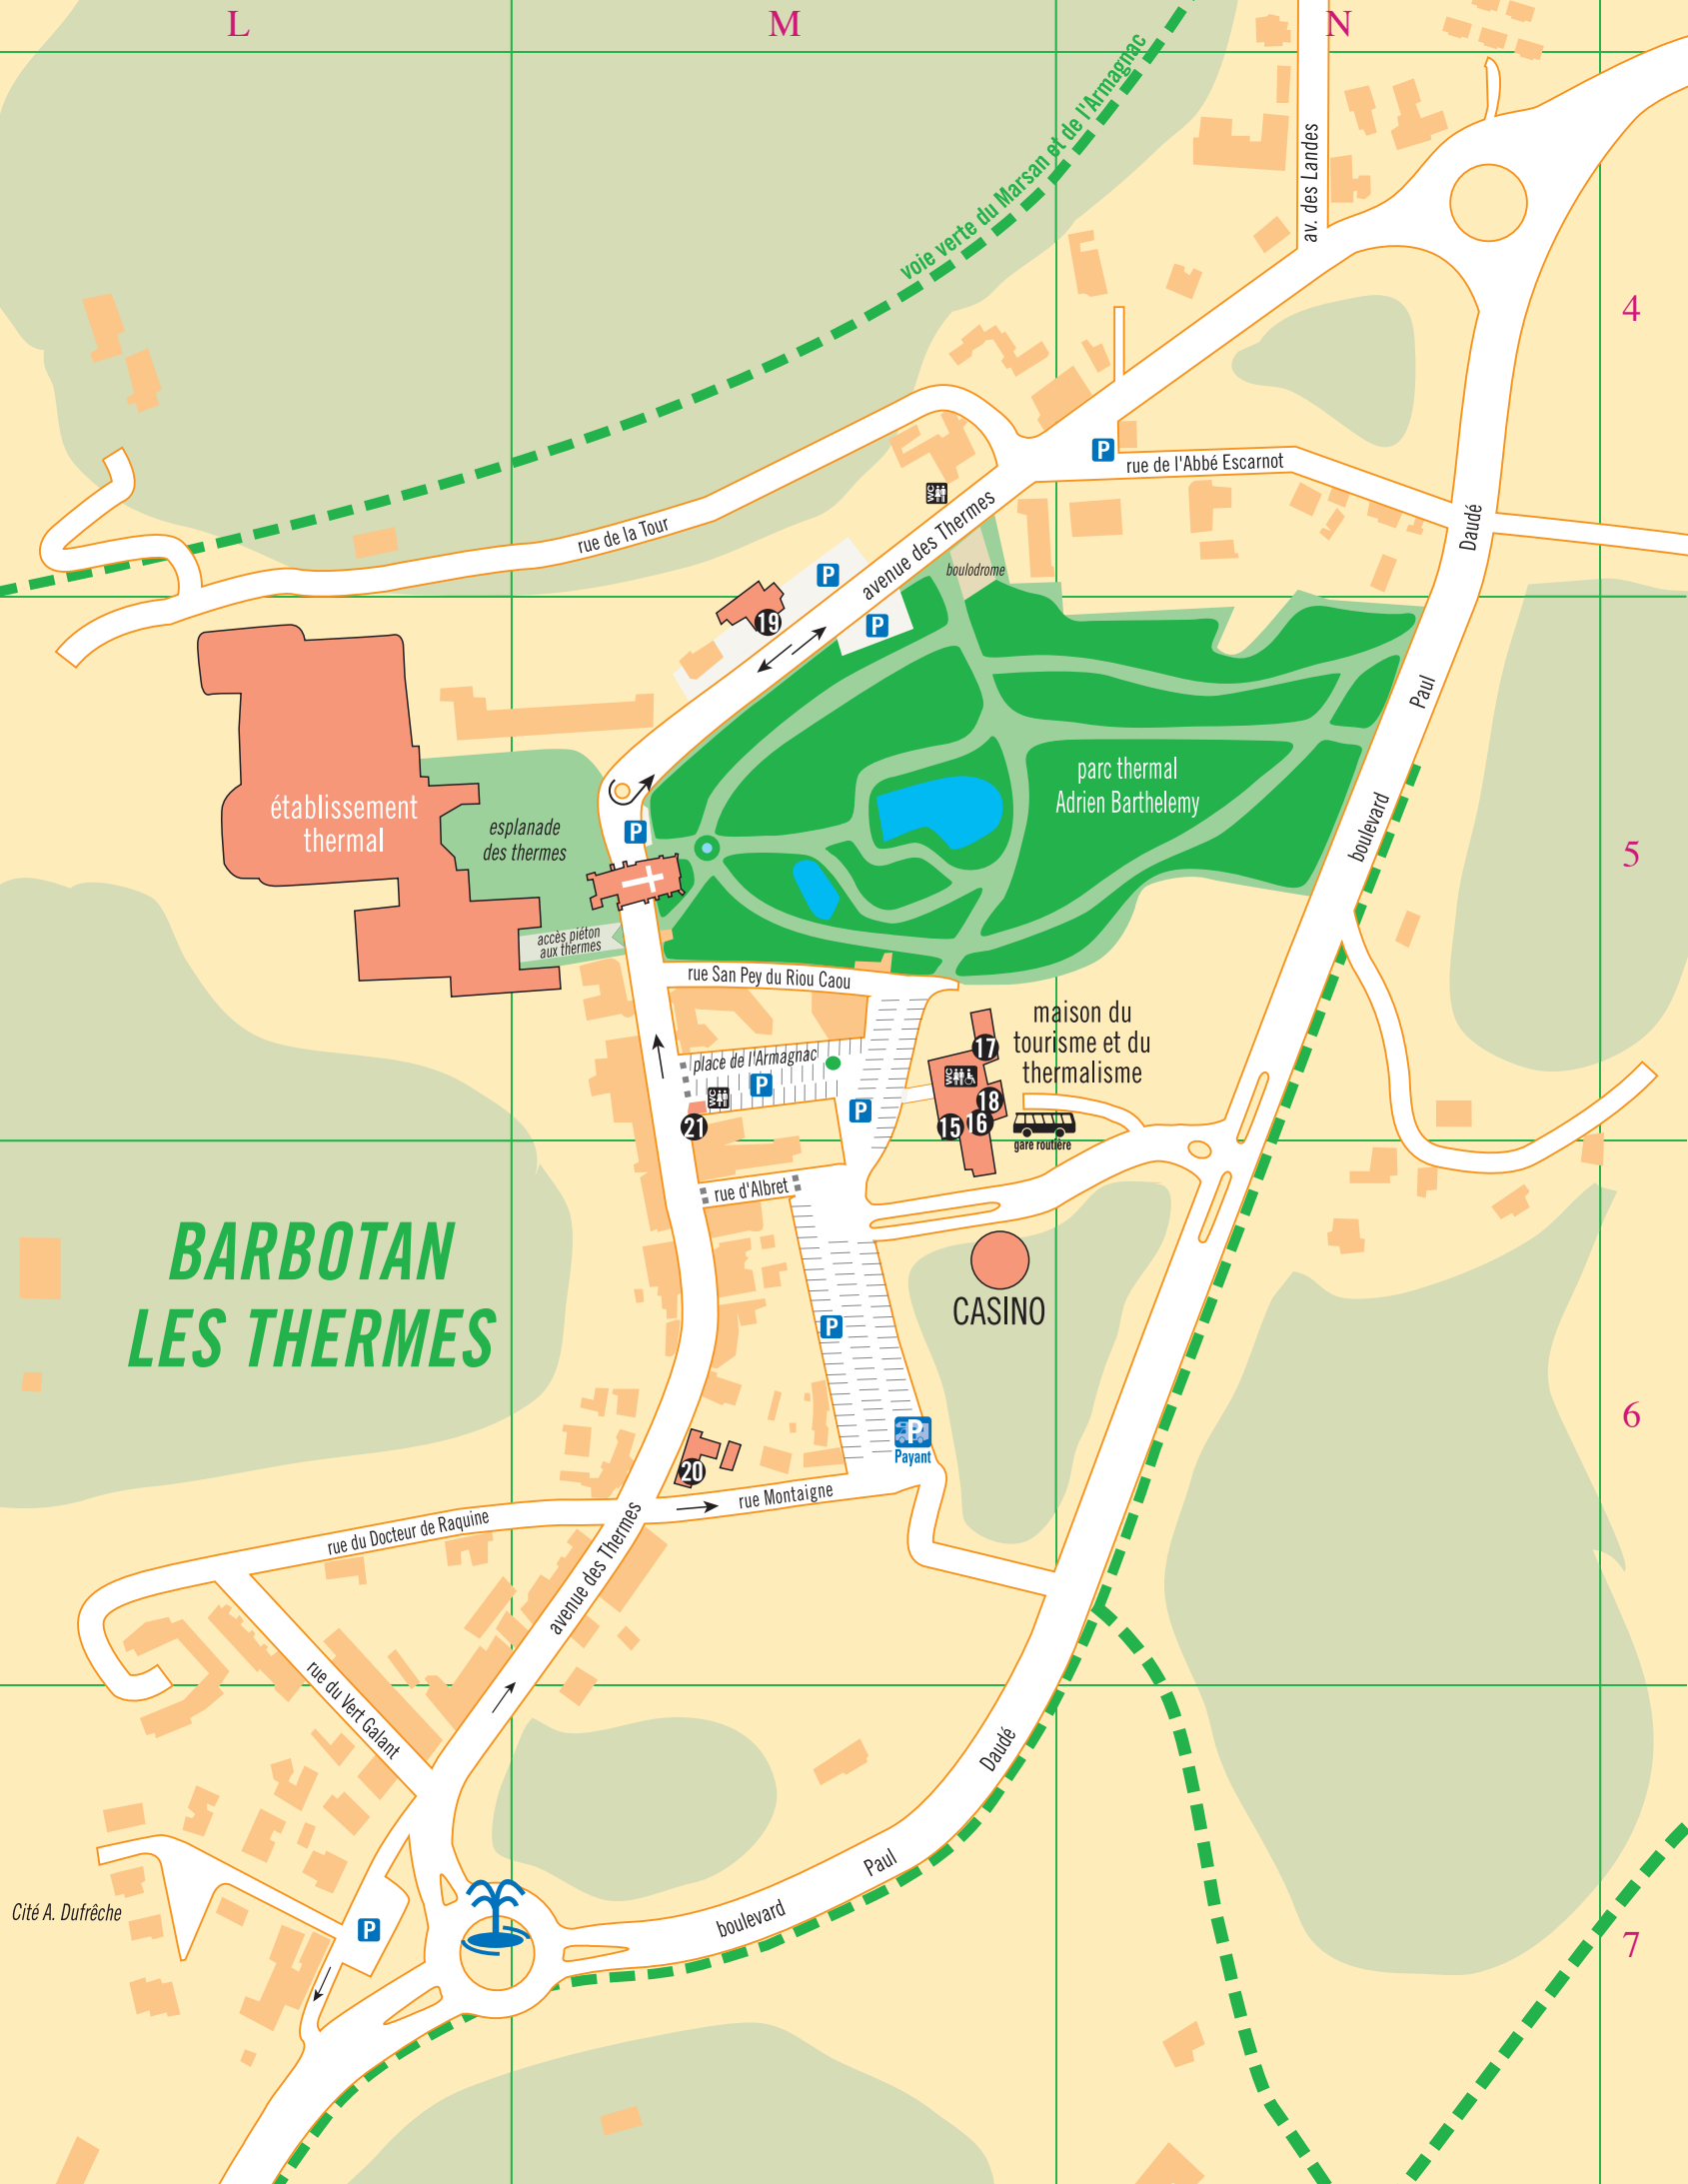 L
M
N
voie verte du Marsan et de l'Armagnac
av. des Landes
4
P
rue de l'Abbé Escarnot
WC
rue de la Tour
avenue des Thermes
Daudé
boulodrome
P
19
P
Paul
parc thermal
Adrien Barthelemy
établissement
thermal
esplanade
des thermes
P
boulevard
5
accès piéton
aux thermes
rue San Pey du Riou Caou
maison du
tourisme et du
thermalisme
17
place de l'Armagnac
WC
P
WC
P
18
15
16
21
gare routière
rue d'Albret
BARBOTAN
LES THERMES
CASINO
P
6
P
Payant
20
rue Montaigne
rue du Docteur de Raquine
avenue des Thermes
rue du Vert Galant
Daudé
Paul
boulevard
Cité A. Dufrêche
P
7